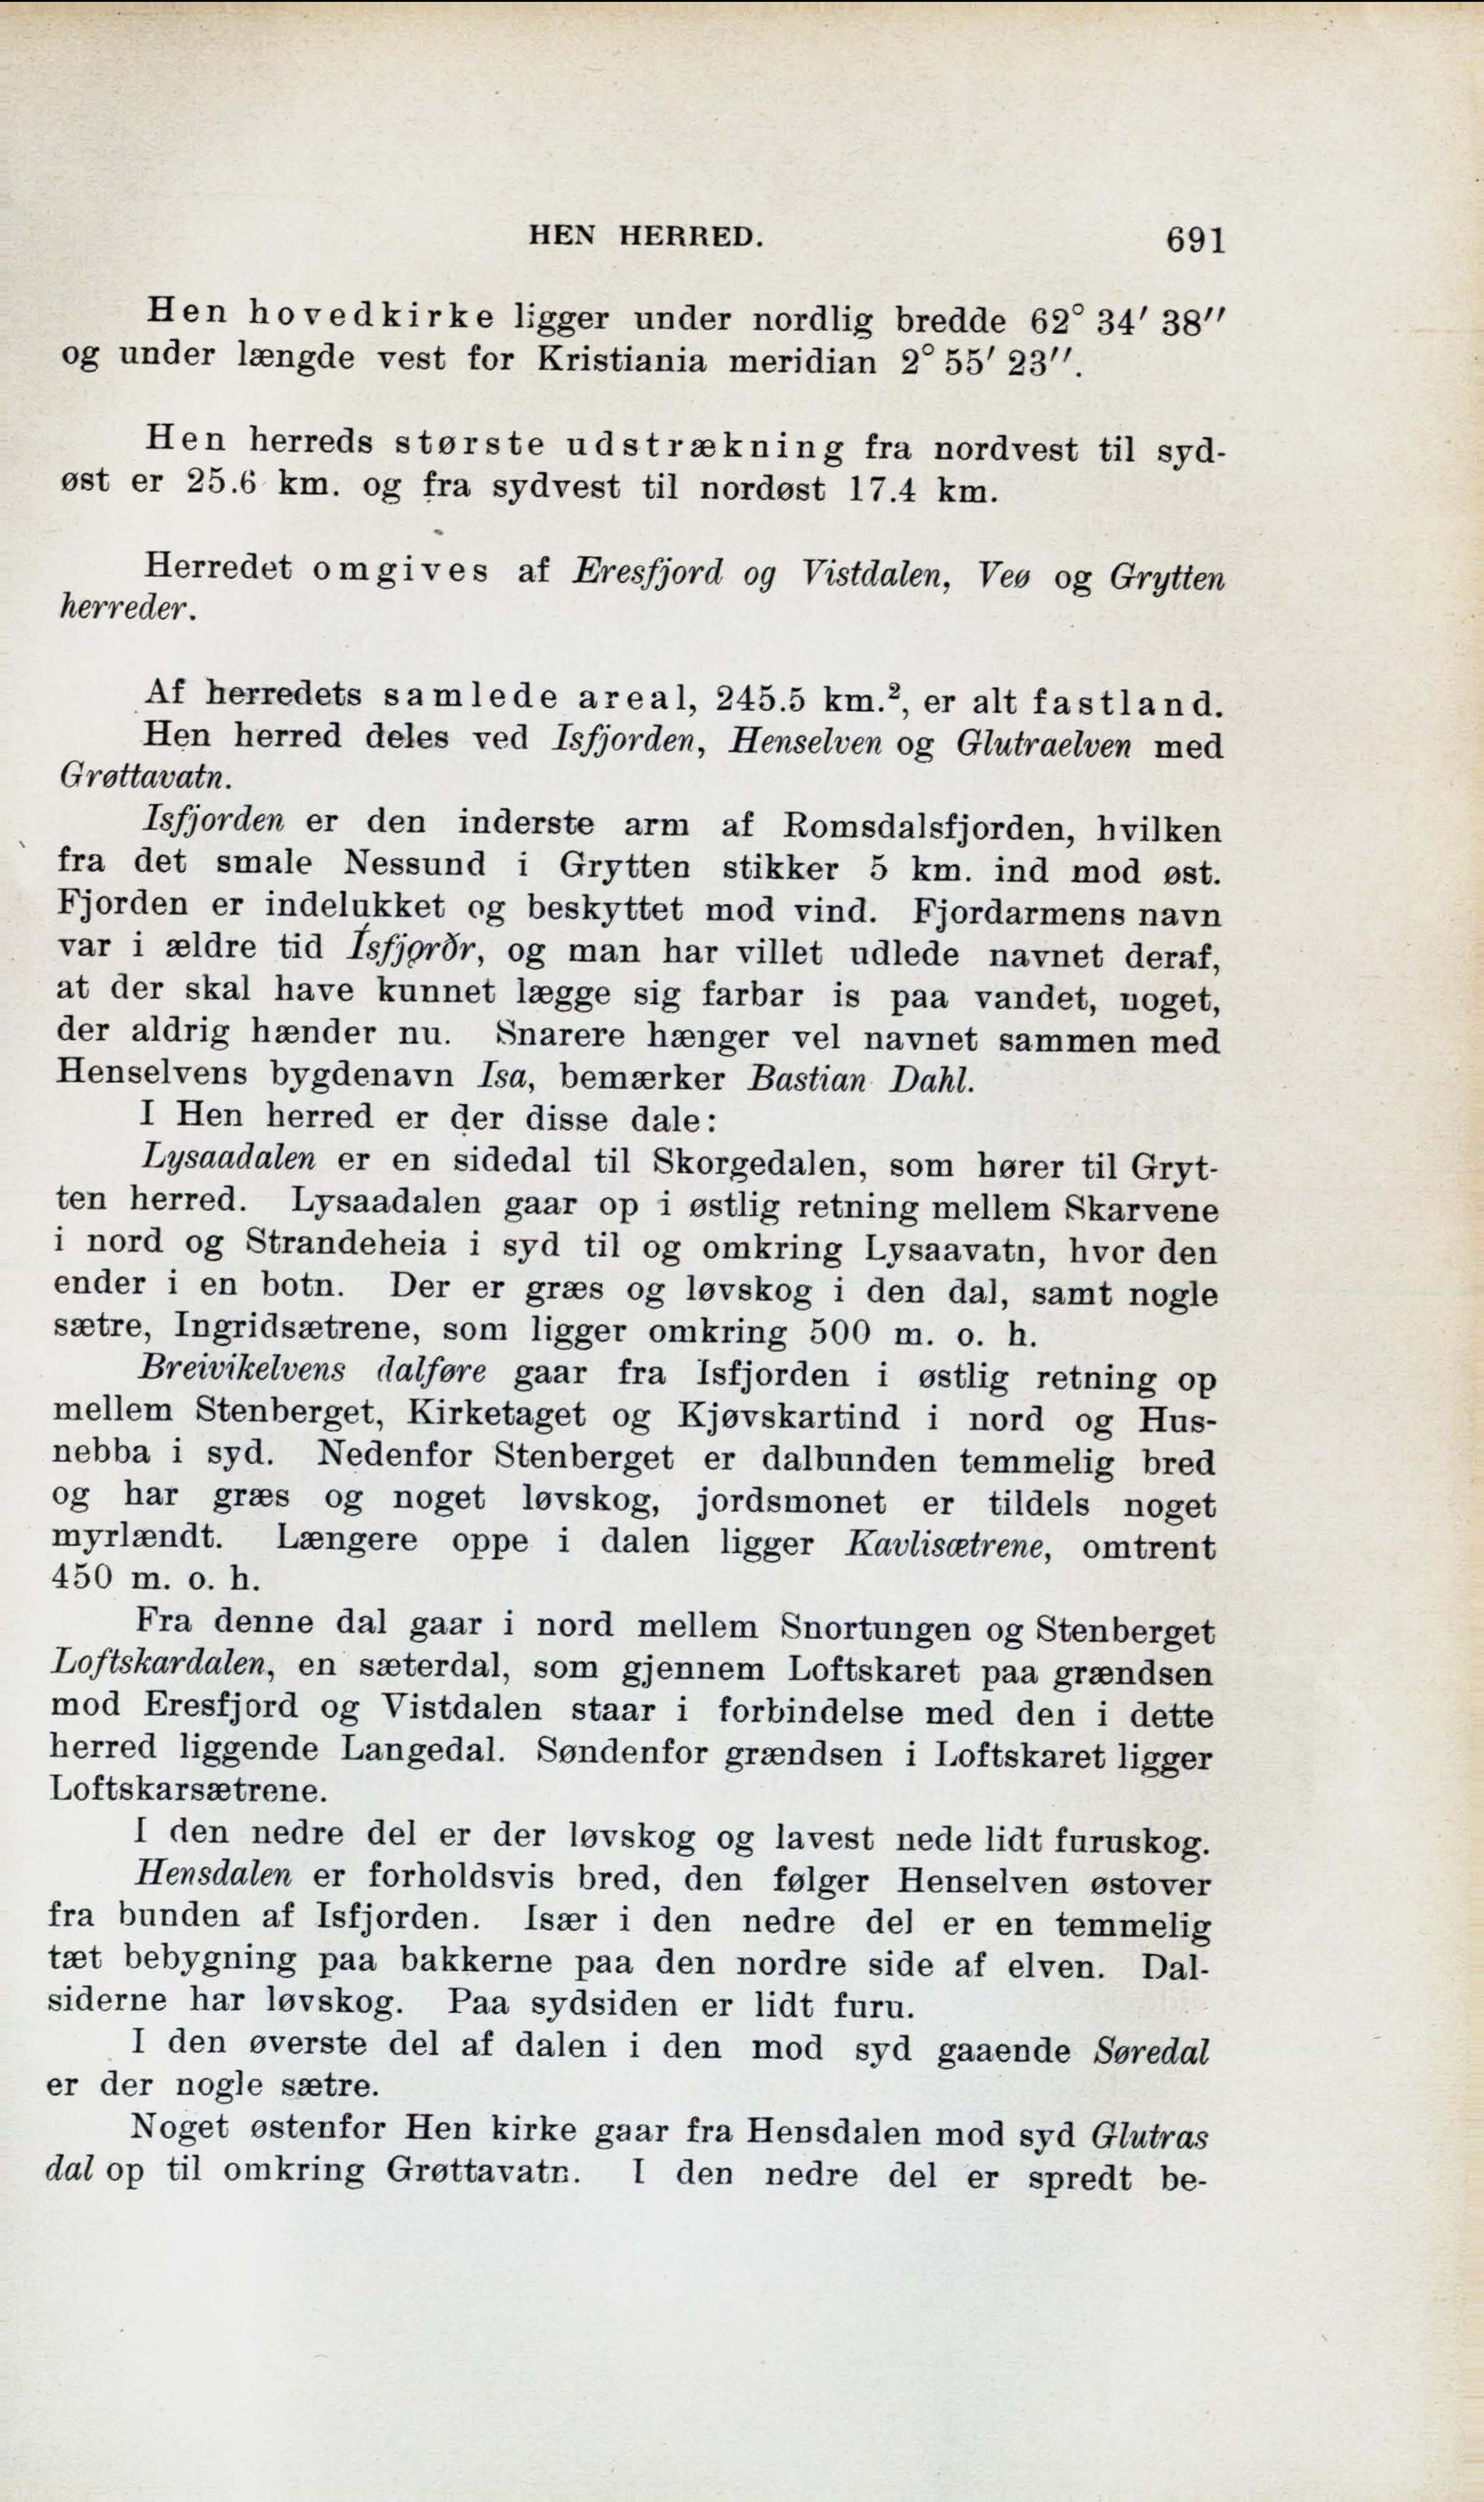 HEN HERRED. 691
Hen hovedkirke ligger under nordlig bredde 62° 34′ 38″
og under længde vest for Kristiania meridian 2° 55′ 23″.
Hen herreds største udstrækning fra nordvest til syd-
øst er 25.6 km. og fra sydvest til nordøst 17.4 km.
Herredet omgives af Eresfjord og Vistdalen, Veø og Grytten
herreder.
Af herredets samlede areal, 245.5 km.², er alt fastland.
Hen herred deles ved Isfjorden, Henselven og Glutraelven med
Grøttavatn.
Isfjorden er den inderste arm af Romsdalsfjorden, hvilken
fra det smale Nessund i Grytten stikker 5 km. ind mod øst.
Fjorden er indelukket og beskyttet mod vind. Fjordarmens navn
var i ældre tid Ísfjǫrðr, og man har villet udlede navnet deraf,
at der skal have kunnet lægge sig farbar is paa vandet, noget,
der aldrig hænder nu. Snarere hænger vel navnet sammen med
Henselvens bygdenavn Isa, bemærker Bastian Dahl.
I Hen herred er der disse dale:
Lysaadalen er en sidedal til Skorgedalen, som hører til Gryt-
ten herred. Lysaadalen gaar op i østlig retning mellem Skarvene
i nord og Strandeheia i syd til og omkring Lysaavatn, hvor den
ender i en botn. Der er græs og løvskog i den dal, samt nogle
sætre, Ingridsætrene, som ligger omkring 500 m. o. h.
Breivikelvens dalføre gaar fra Isfjorden i østlig retning op
mellem Stenberget, Kirketaget og Kjøvskartind i nord og Hus-
nebba i syd. Nedenfor Stenberget er dalbunden temmelig bred
og har græs og noget løvskog, jordsmonet er tildels noget
myrlændt. Længere oppe i dalen ligger Kavlisætrene, omtrent
450 m. o. h.
Fra denne dal gaar i nord mellem Snortungen og Stenberget
Loftskardalen, en sæterdal, som gjennem Loftskaret paa grændsen
mod Eresfjord og Vistdalen staar i forbindelse med den i dette
herred liggende Langedal. Søndenfor grændsen i Loftskaret ligger
Loftskarsætrene.
I den nedre del er der løvskog og lavest nede lidt furuskog.
Hensdalen er forholdsvis bred, den følger Henselven østover
fra bunden af Isfjorden. Især i den nedre del er en temmelig
tæt bebygning paa bakkerne paa den nordre side af elven. Dal-
siderne har løvskog. Paa sydsiden er lidt furu.
I den øverste del af dalen i den mod syd gaaende Søredal
er der nogle sætre.
Noget østenfor Hen kirke gaar fra Hensdalen mod syd Glutras
dal op til omkring Grøttavatn. I den nedre del er spredt be-